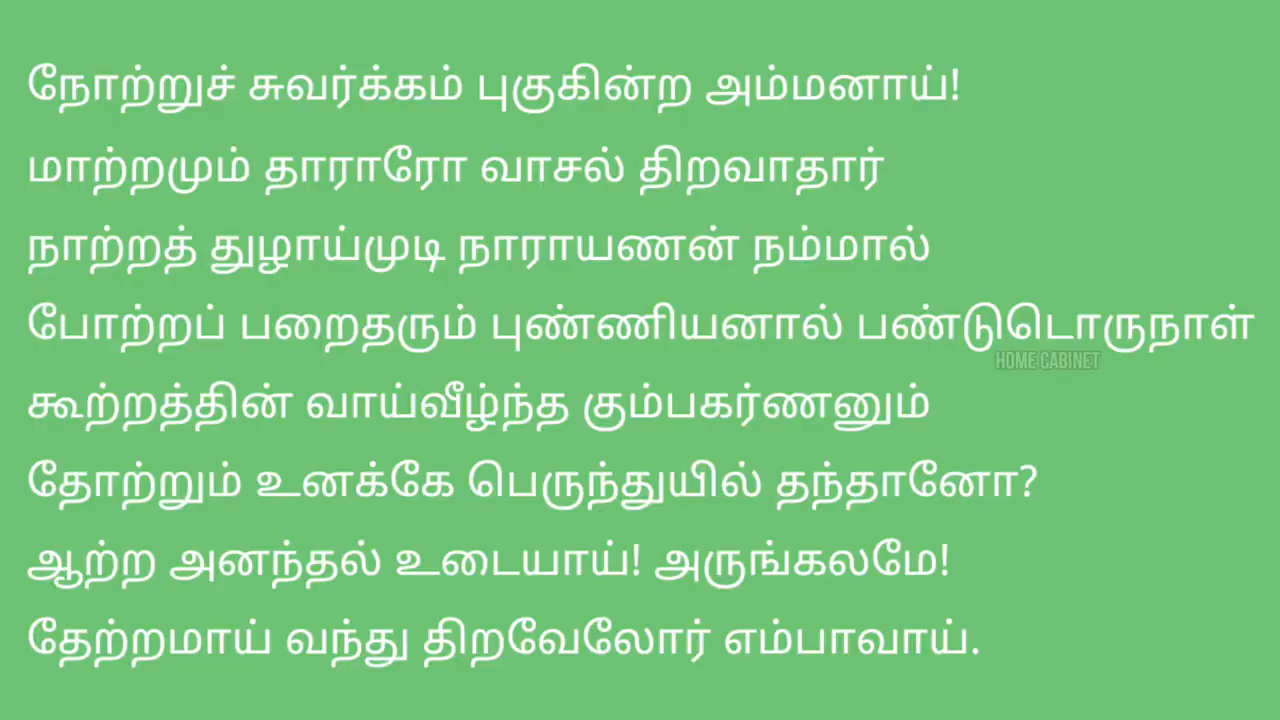 நோற்றுச் சுவர்க்கம் புகுகின்ற அம்மனாய்!
மாற்றமும் தாராரோ வாசல் திறவாதார்
நாற்றத் துழாய்முடி நாராயணன் நம்மால்
போற்றப் பறைதரும் புண்ணியனால் பண்டுடொருநாள்
HOME CABINET
கூற்றத்தின் வாய்வீழ்ந்த கும்பகர்ணனும்
தோற்றும் உனக்கே பெருந்துயில் தந்தானோ?
ஆற்ற அனந்தல் உடையாய்! அருங்கலமே!
தேற்றமாய் வந்து திறவேலோர் எம்பாவாய்.